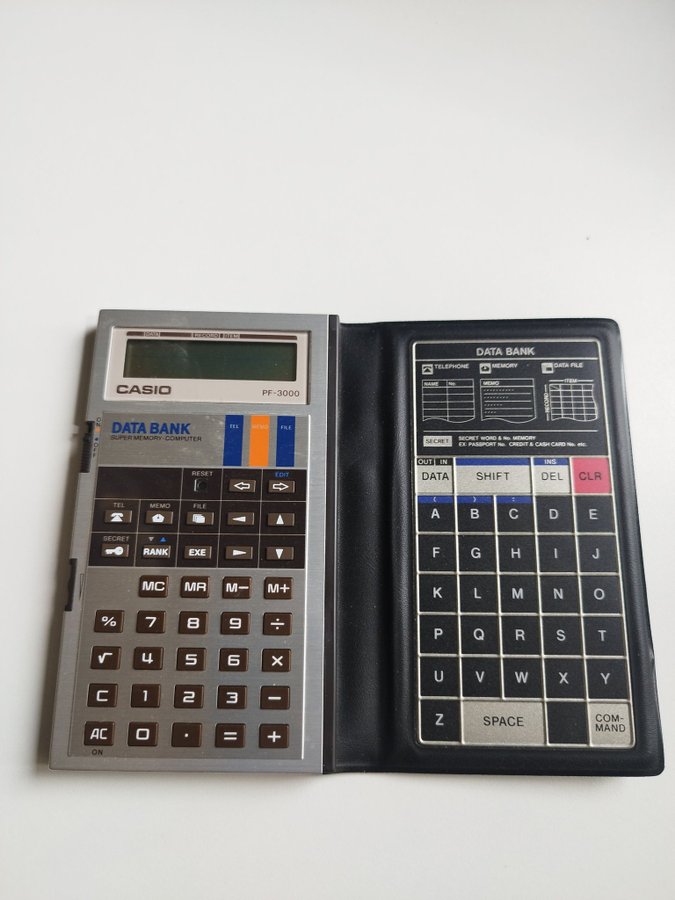 DATA RECORD ITEM
CASIO
PF-3000
ON
OFF
DATA BANK
SUPER MEMORY-COMPUTER
TEL MEMO FILE
RESET EDIT
TEL MEMO FILE
SECRET
RANK EXE
MC MR M- M+
% 7 8 9 ÷
√ 4 5 6 ×
C 1 2 3 −
AC 0 · = +
ON
DATA BANK
TELEPHONE MEMORY DATA FILE
NAME No. MEMO ITEM
RECORD
SECRET SECRET WORD & No. MEMORY
EX: PASSPORT No. CREDIT & CASH CARD No. etc.
OUT IN INS
DATA SHIFT DEL CLR
A B C D E
F G H I J
K L M N O
P Q R S T
U V W X Y
Z SPACE COM-
MAND